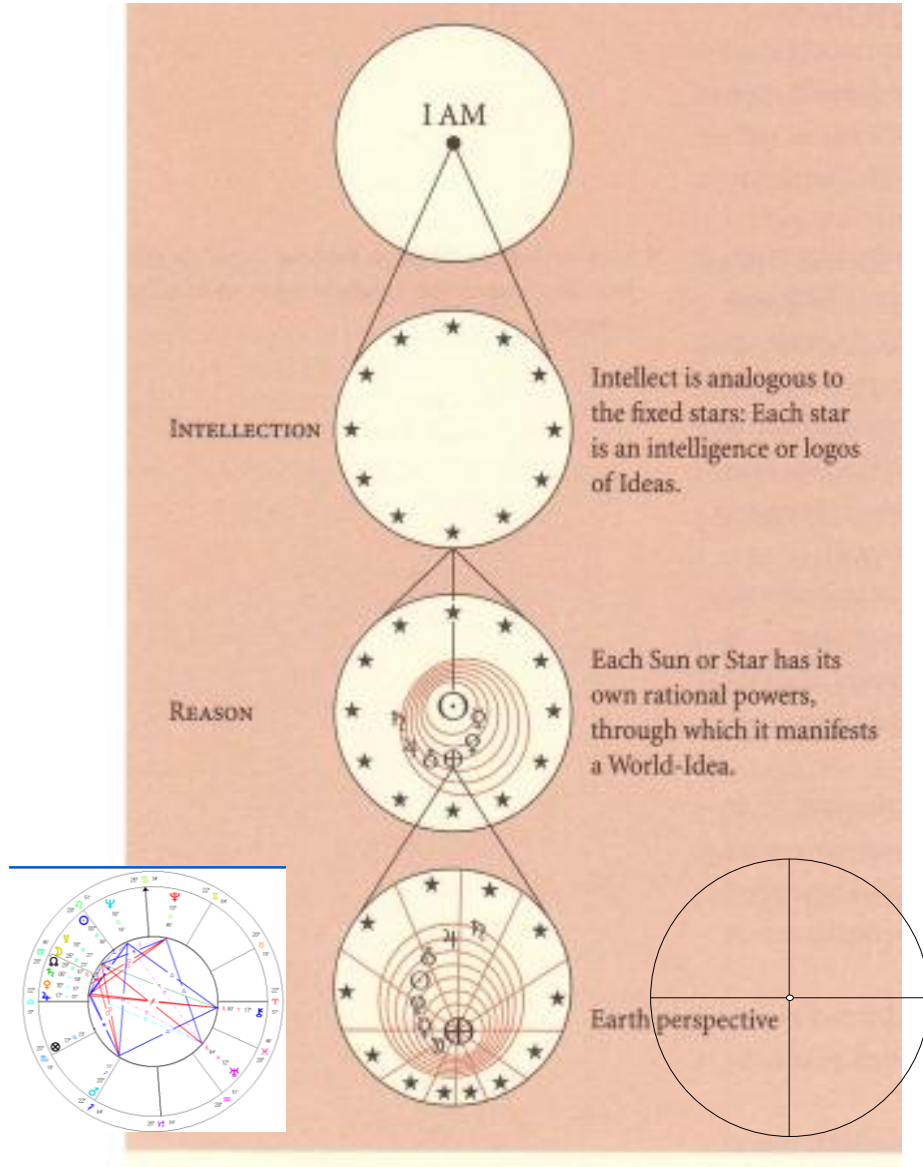 I AM
INTELLECTION
Intellect is analogous to
the fixed stars: Each star
is an intelligence or logos
of Ideas.
REASON
Each Sun or Star has its
own rational powers,
through which it manifests
a World-Idea.
Earth perspective